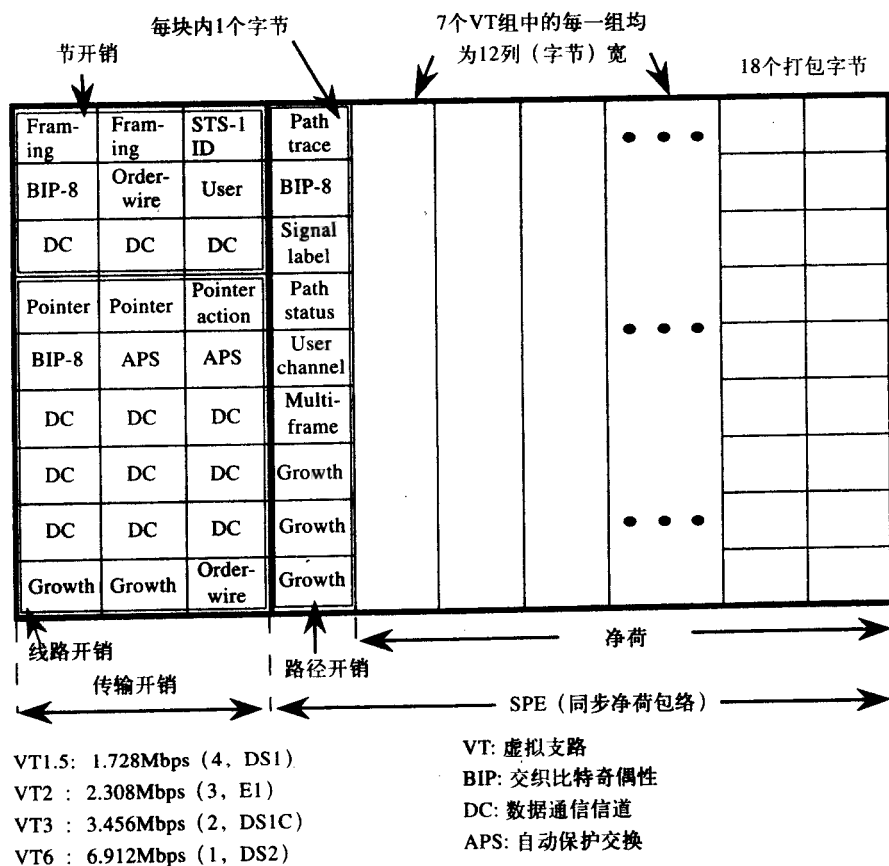 每块内1个字节
7个VT组中的每一组均
为12列（字节）宽
节开销
18个打包字节
Fram-
ing
Fram-
ing
STS-1
ID
Path
trace
BIP-8
Order-
wire
User
BIP-8
DC
DC
DC
Signal
label
Pointer
Pointer
Pointer
action
Path
status
BIP-8
APS
APS
User
channel
DC
DC
DC
Multi-
frame
DC
DC
DC
Growth
DC
DC
DC
Growth
Growth
Growth
Order-
wire
Growth
线路开销
路径开销
净荷
传输开销
SPE（同步净荷包络）
VT1.5: 1.728Mbps（4, DS1）
VT2 : 2.308Mbps（3, E1）
VT3 : 3.456Mbps（2, DS1C）
VT6 : 6.912Mbps（1, DS2）
VT: 虚拟支路
BIP: 交织比特奇偶性
DC: 数据通信信道
APS: 自动保护交换